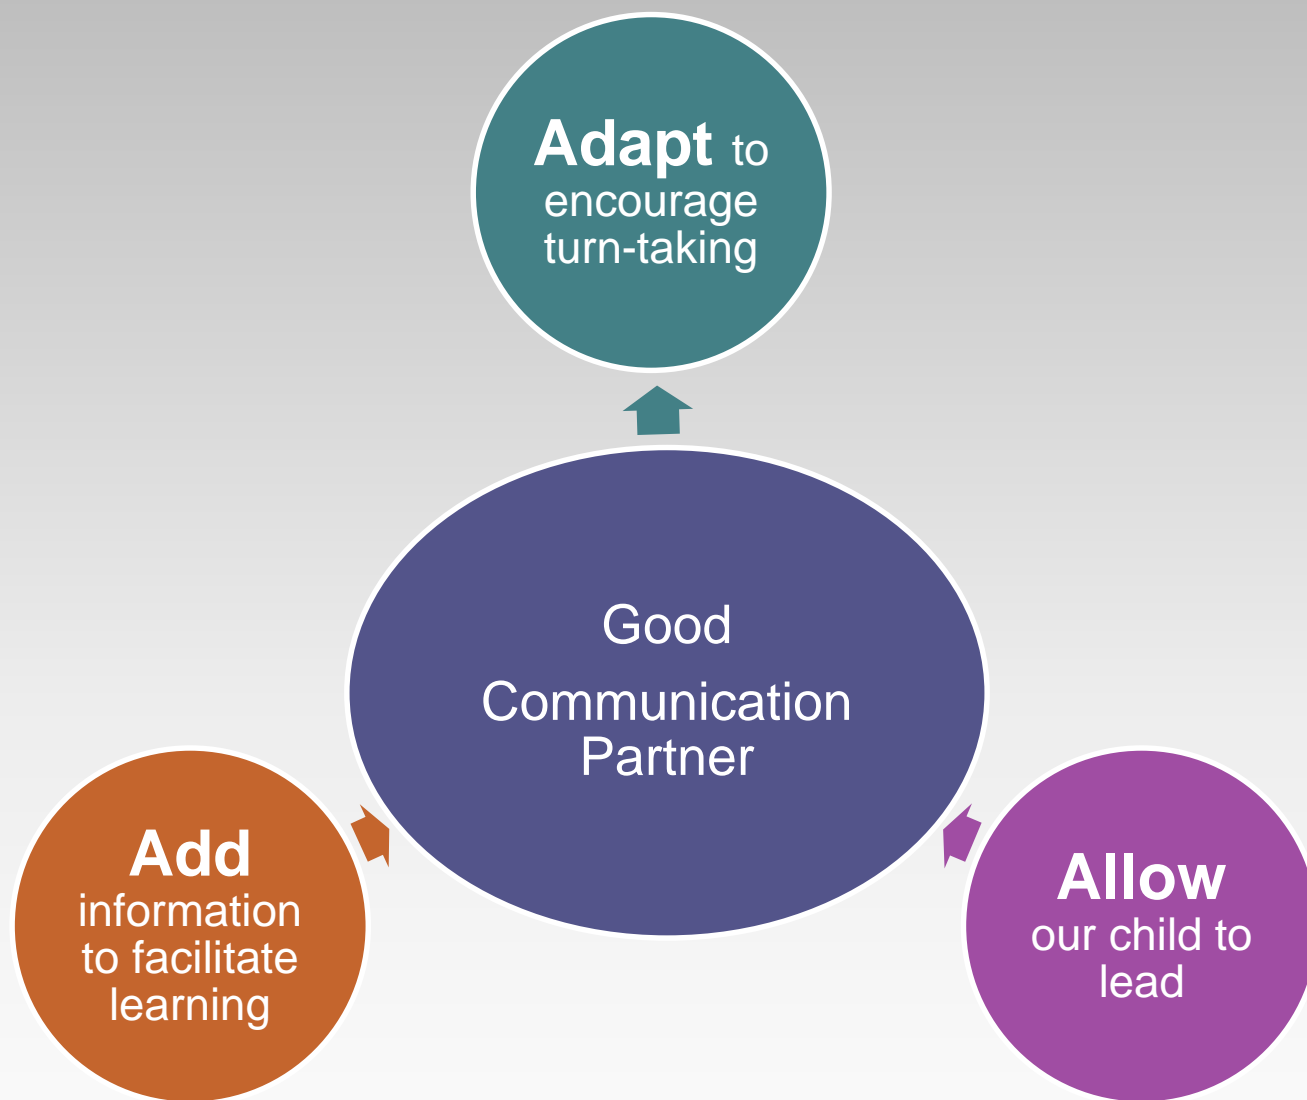 Adapt to
encourage
turn-taking
Good
Communication
Partner
Add
information
to facilitate
learning
Allow
our child to
lead